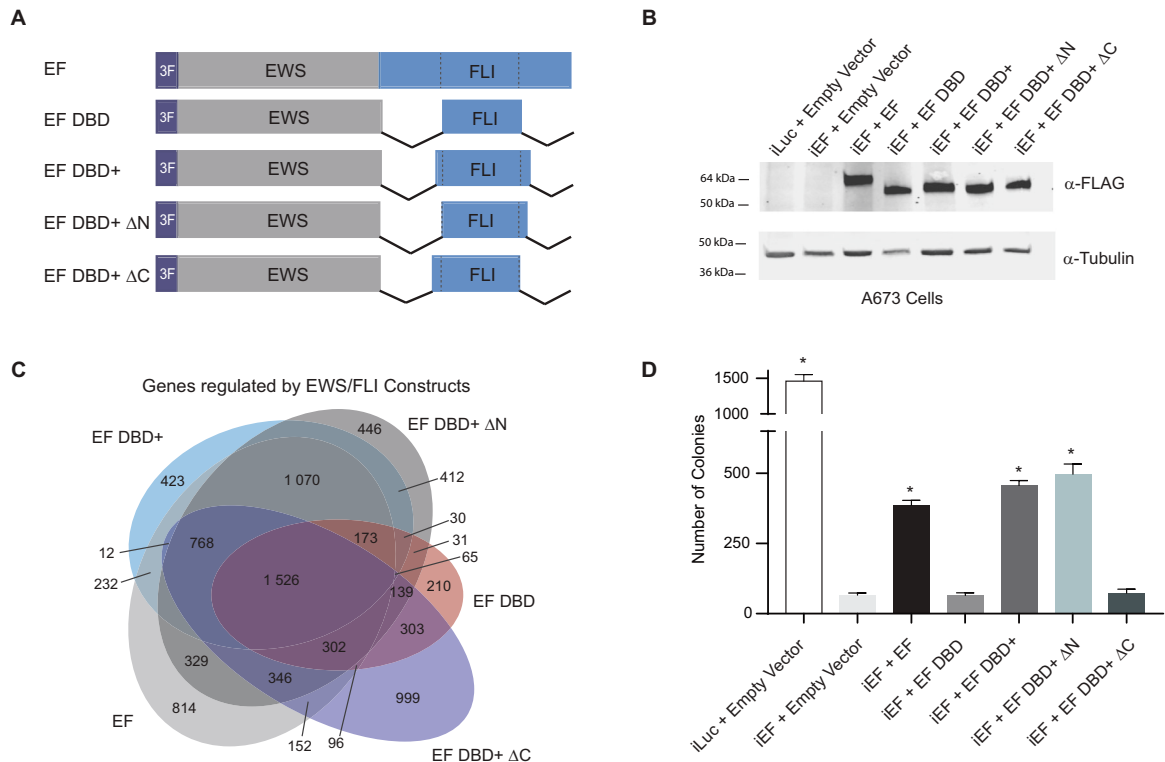 A
EF
3F
EWS
FLI
EF DBD
3F
EWS
FLI
EF DBD+
3F
EWS
FLI
EF DBD+ ΔN
3F
EWS
FLI
EF DBD+ ΔC
3F
EWS
FLI
B
iLuc + Empty Vector
iEF + Empty Vector
iEF + EF
iEF + EF DBD
iEF + EF DBD+
iEF + EF DBD+ ΔN
iEF + EF DBD+ ΔC
64 kDa
50 kDa
α-FLAG
50 kDa
36 kDa
α-Tubulin
A673 Cells
C
Genes regulated by EWS/FLI Constructs
EF DBD+
EF DBD+ ΔN
446
423
1 070
412
30
173
31
12
768
65
232
1 526
139
210
EF DBD
303
302
329
346
999
814
EF
152
96
EF DBD+ ΔC
D
Number of Colonies
1500
1000
500
250
0
*
*
*
*
iLuc + Empty Vector
iEF + Empty Vector
iEF + EF
iEF + EF DBD
iEF + EF DBD+
iEF + EF DBD+ ΔN
iEF + EF DBD+ ΔC